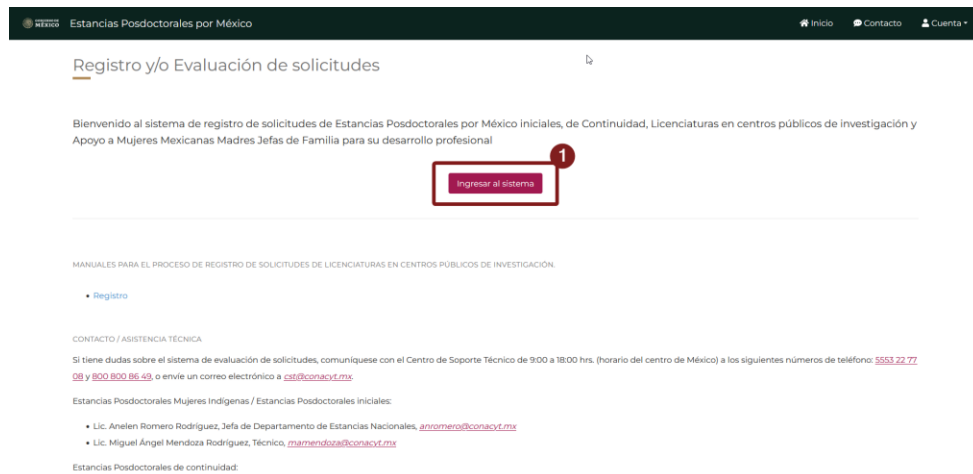 GOBIERNO DE MÉXICO Estancias Posdoctorales por México Inicio Contacto Cuenta
Registro y/o Evaluación de solicitudes
Bienvenido al sistema de registro de solicitudes de Estancias Posdoctorales por México iniciales, de Continuidad, Licenciaturas en centros públicos de investigación y
Apoyo a Mujeres Mexicanas Madres Jefas de Familia para su desarrollo profesional
1
Ingresar al sistema
MANUALES PARA EL PROCESO DE REGISTRO DE SOLICITUDES DE LICENCIATURAS EN CENTROS PÚBLICOS DE INVESTIGACIÓN.
• Registro
CONTACTO / ASISTENCIA TÉCNICA
Si tiene dudas sobre el sistema de evaluación de solicitudes, comuníquese con el Centro de Soporte Técnico de 9:00 a 18:00 hrs. (horario del centro de México) a los siguientes números de teléfono: 5553 22 77
08 y 800 800 86 49, o envíe un correo electrónico a cst@conacyt.mx.
Estancias Posdoctorales Mujeres Indígenas / Estancias Posdoctorales iniciales:
• Lic. Anelen Romero Rodríguez, Jefa de Departamento de Estancias Nacionales, anromero@conacyt.mx
• Lic. Miguel Ángel Mendoza Rodríguez, Técnico, mamendoza@conacyt.mx
Estancias Posdoctorales de continuidad: